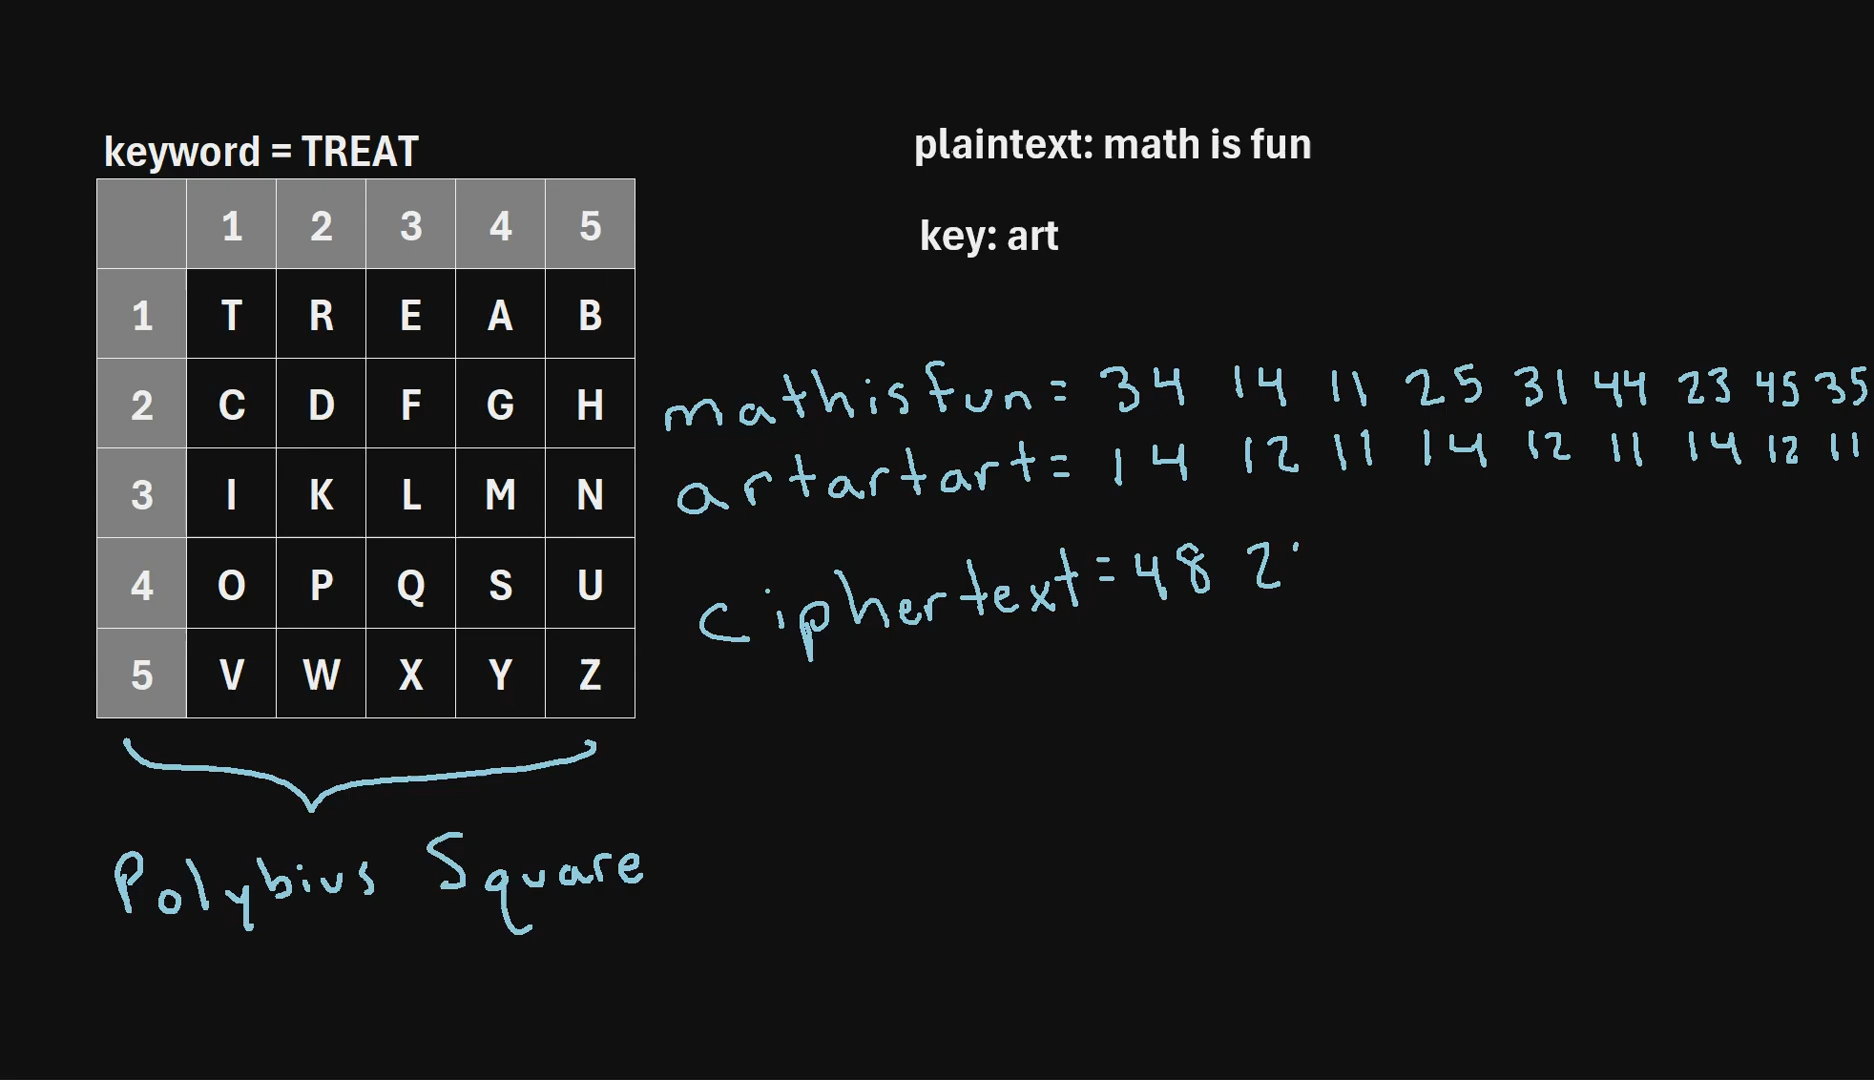 keyword = TREAT
1 2 3 4 5
1 T R E A B
2 C D F G H
3 I K L M N
4 O P Q S U
5 V W X Y Z
Polybius Square
plaintext: math is fun
key: art
mathisfun = 34 14 11 25 31 44 23 45 35
artartart = 14 12 11 14 12 11 14 12 11
ciphertext = 48 2